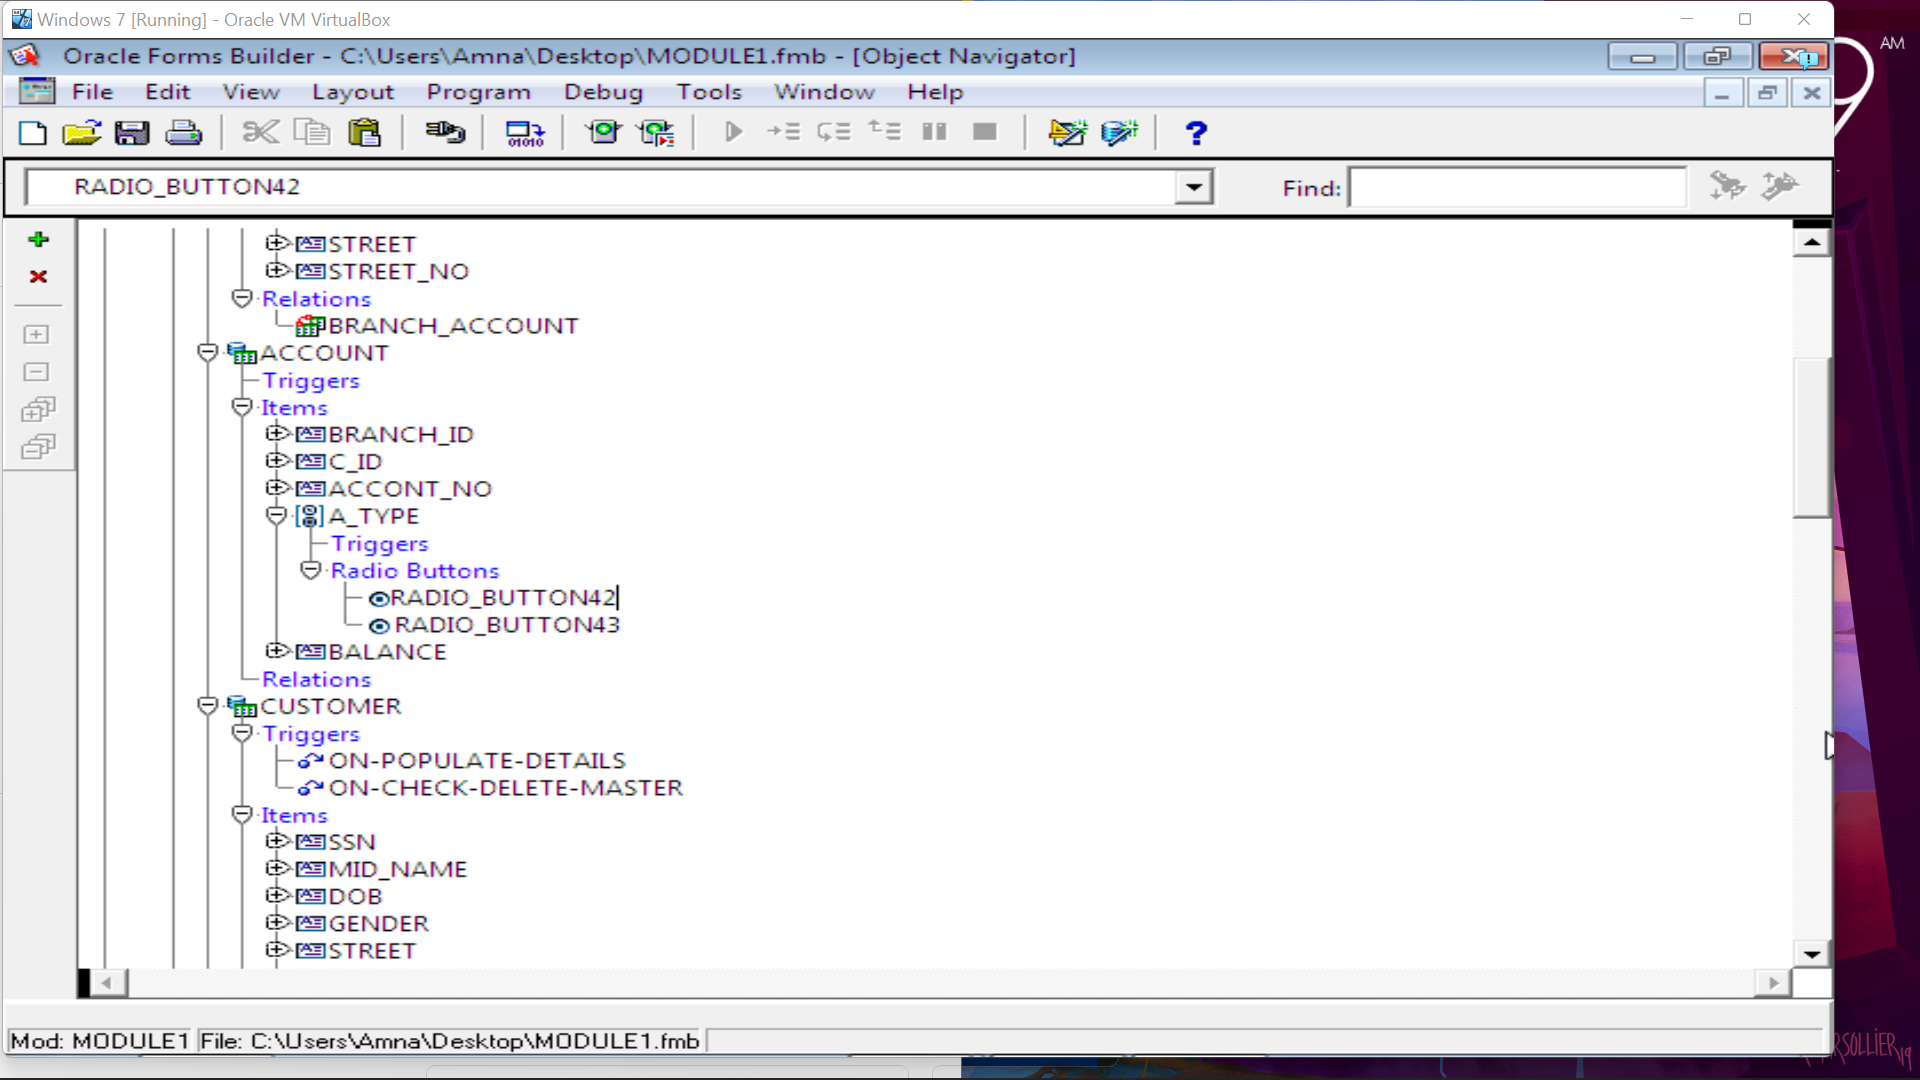 Windows 7 [Running] - Oracle VM VirtualBox
AM
Oracle Forms Builder - C:\Users\Amna\Desktop\MODULE1.fmb - [Object Navigator]
File Edit View Layout Program Debug Tools Window Help
RADIO_BUTTON42
Find:
STREET
STREET_NO
Relations
BRANCH_ACCOUNT
ACCOUNT
Triggers
Items
BRANCH_ID
C_ID
ACCONT_NO
A_TYPE
Triggers
Radio Buttons
RADIO_BUTTON42
RADIO_BUTTON43
BALANCE
Relations
CUSTOMER
Triggers
ON-POPULATE-DETAILS
ON-CHECK-DELETE-MASTER
Items
SSN
MID_NAME
DOB
GENDER
STREET
Mod: MODULE1 File: C:\Users\Amna\Desktop\MODULE1.fmb